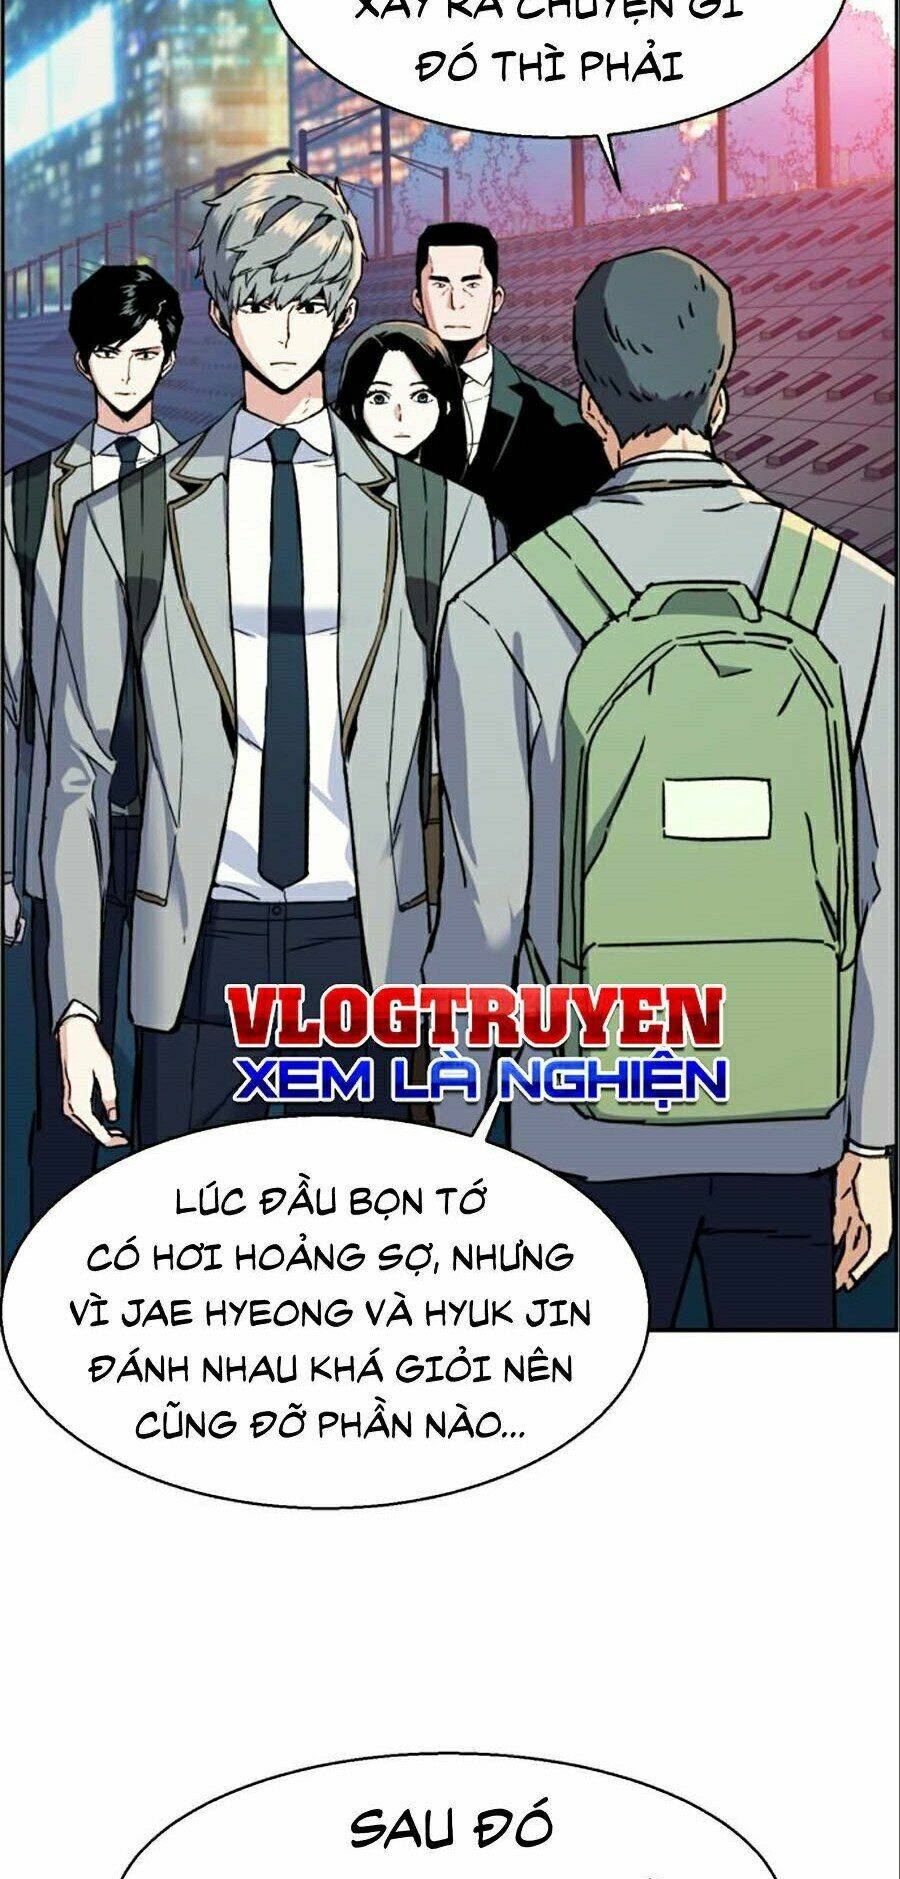 XẢY RA CHUYỆN GÌ
ĐÓ THÌ PHẢI
VLOGTRUYEN
XEM LÀ NGHIỆN
LÚC ĐẦU BỌN TỚ
CÓ HƠI HOẢNG SỢ, NHƯNG
VÌ JAE HYEONG VÀ HYUK JIN
ĐÁNH NHAU KHÁ GIỎI NÊN
CŨNG ĐỠ PHẦN NÀO...
SAU ĐÓ